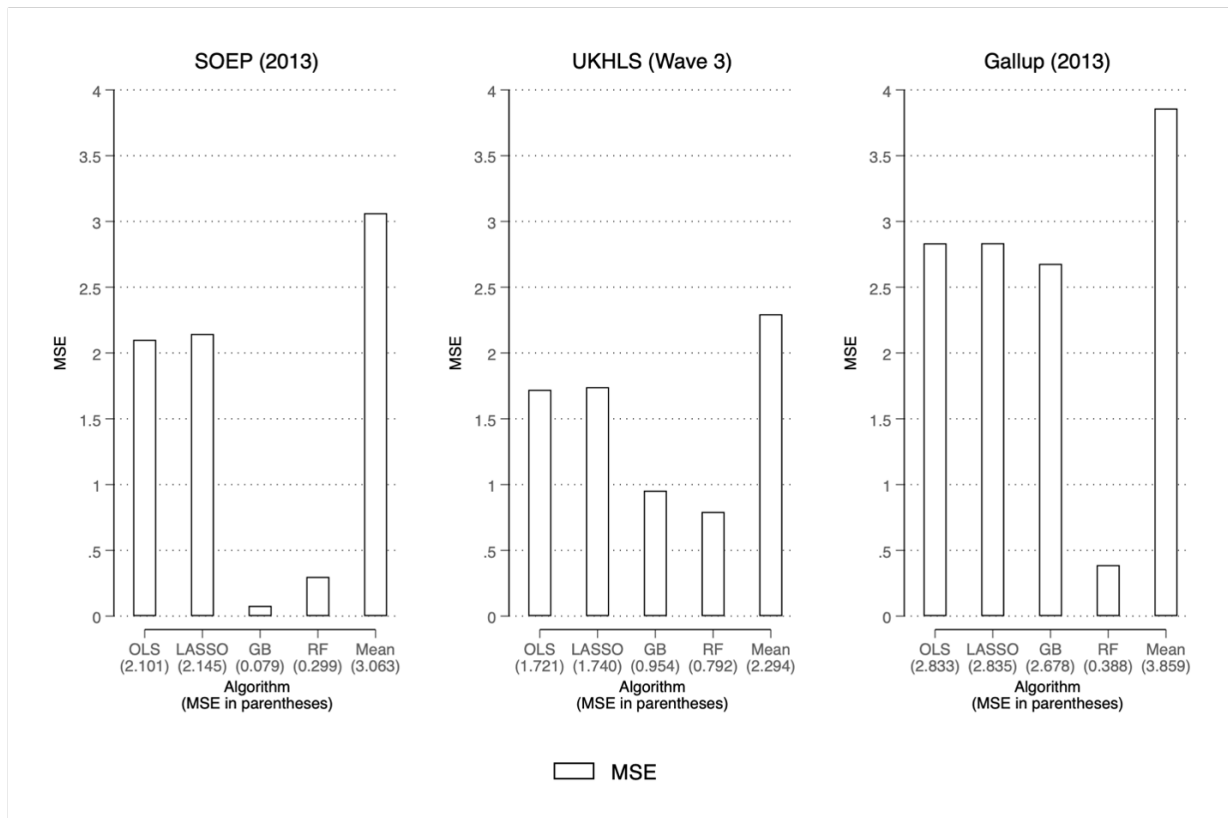 SOEP (2013)
4
3.5
3
2.5
2
1.5
1
.5
0
MSE
OLS LASSO GB RF Mean
(2.101) (2.145) (0.079) (0.299) (3.063)
Algorithm
(MSE in parentheses)
UKHLS (Wave 3)
4
3.5
3
2.5
2
1.5
1
.5
0
MSE
OLS LASSO GB RF Mean
(1.721) (1.740) (0.954) (0.792) (2.294)
Algorithm
(MSE in parentheses)
Gallup (2013)
4
3.5
3
2.5
2
1.5
1
.5
0
MSE
OLS LASSO GB RF Mean
(2.833) (2.835) (2.678) (0.388) (3.859)
Algorithm
(MSE in parentheses)
MSE